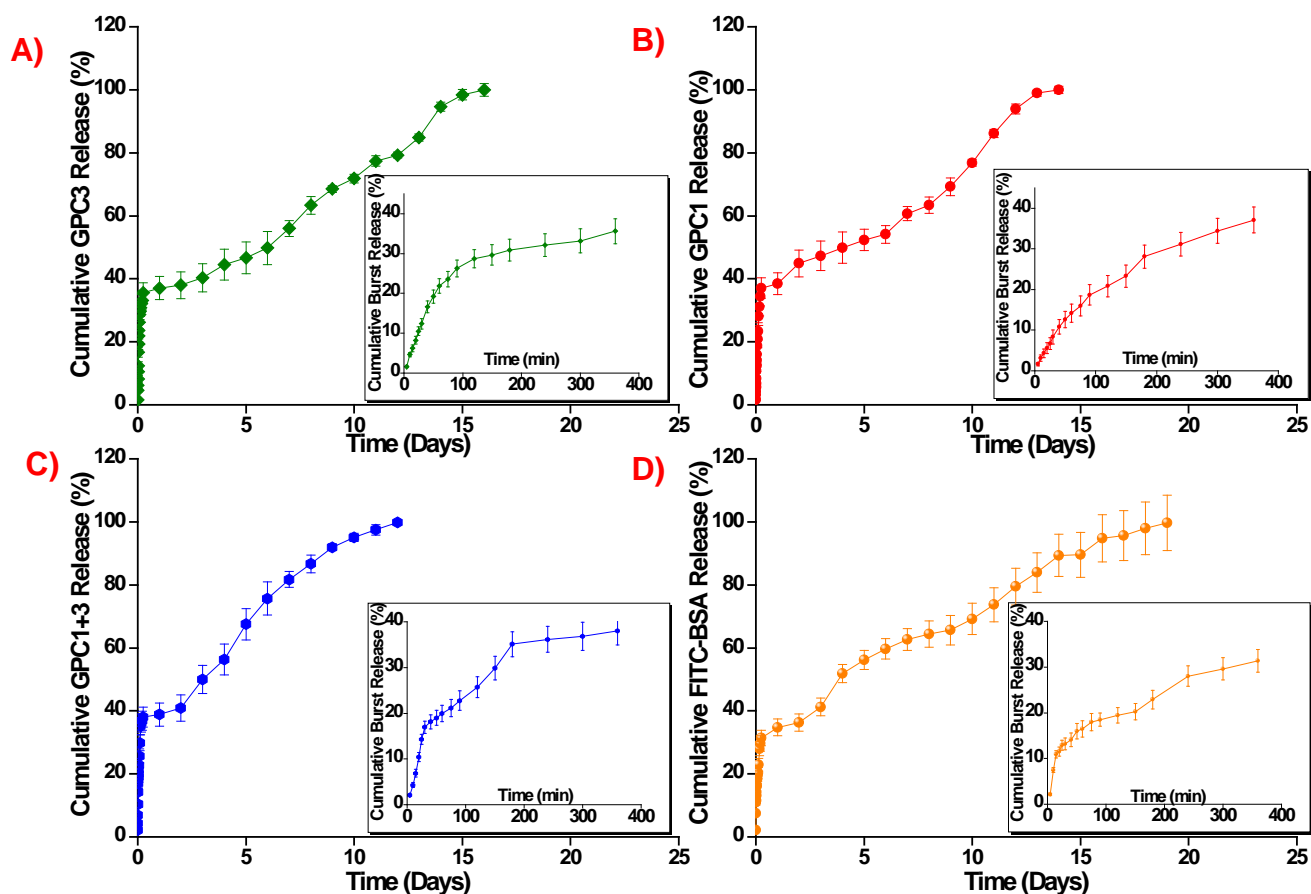 A)
Cumulative GPC3 Release (%)
120
100
80
60
40
20
0
0 5 10 15 20 25
Time (Days)
Cumulative Burst Release (%)
40
30
20
10
0
0 100 200 300 400
Time (min)
B)
Cumulative GPC1 Release (%)
120
100
80
60
40
20
0
0 5 10 15 20 25
Time (Days)
Cumulative Burst Release (%)
40
30
20
10
0
0 100 200 300 400
Time (min)
C)
Cumulative GPC1+3 Release (%)
120
100
80
60
40
20
0
0 5 10 15 20 25
Time (Days)
Cumulative Burst Release (%)
40
30
20
10
0
0 100 200 300 400
Time (min)
D)
Cumulative FITC-BSA Release (%)
120
100
80
60
40
20
0
0 5 10 15 20 25
Time (Days)
Cumulative Burst Release (%)
40
30
20
10
0
0 100 200 300 400
Time (min)